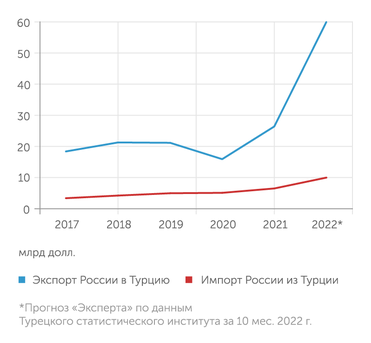 60
50
40
30
20
10
0
2017 2018 2019 2020 2021 2022*
млрд долл.
Экспорт России в Турцию Импорт России из Турции
*Прогноз «Эксперта» по данным
Турецкого статистического института за 10 мес. 2022 г.